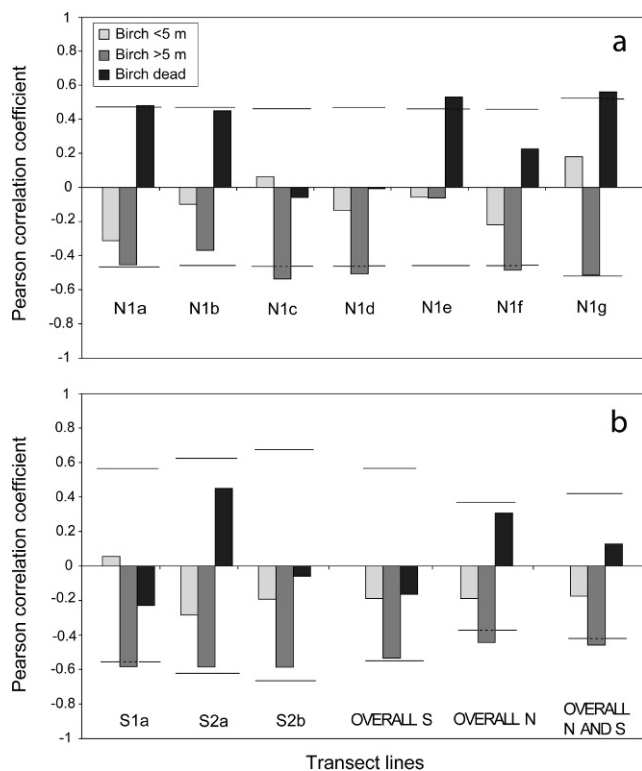 a
Birch <5 m
Birch >5 m
Birch dead
Pearson correlation coefficient
1
0.8
0.6
0.4
0.2
0
-0.2
-0.4
-0.6
-0.8
-1
N1a N1b N1c N1d N1e N1f N1g
b
Pearson correlation coefficient
1
0.8
0.6
0.4
0.2
0
-0.2
-0.4
-0.6
-0.8
-1
S1a S2a S2b OVERALL S OVERALL N OVERALL
N AND S
Transect lines